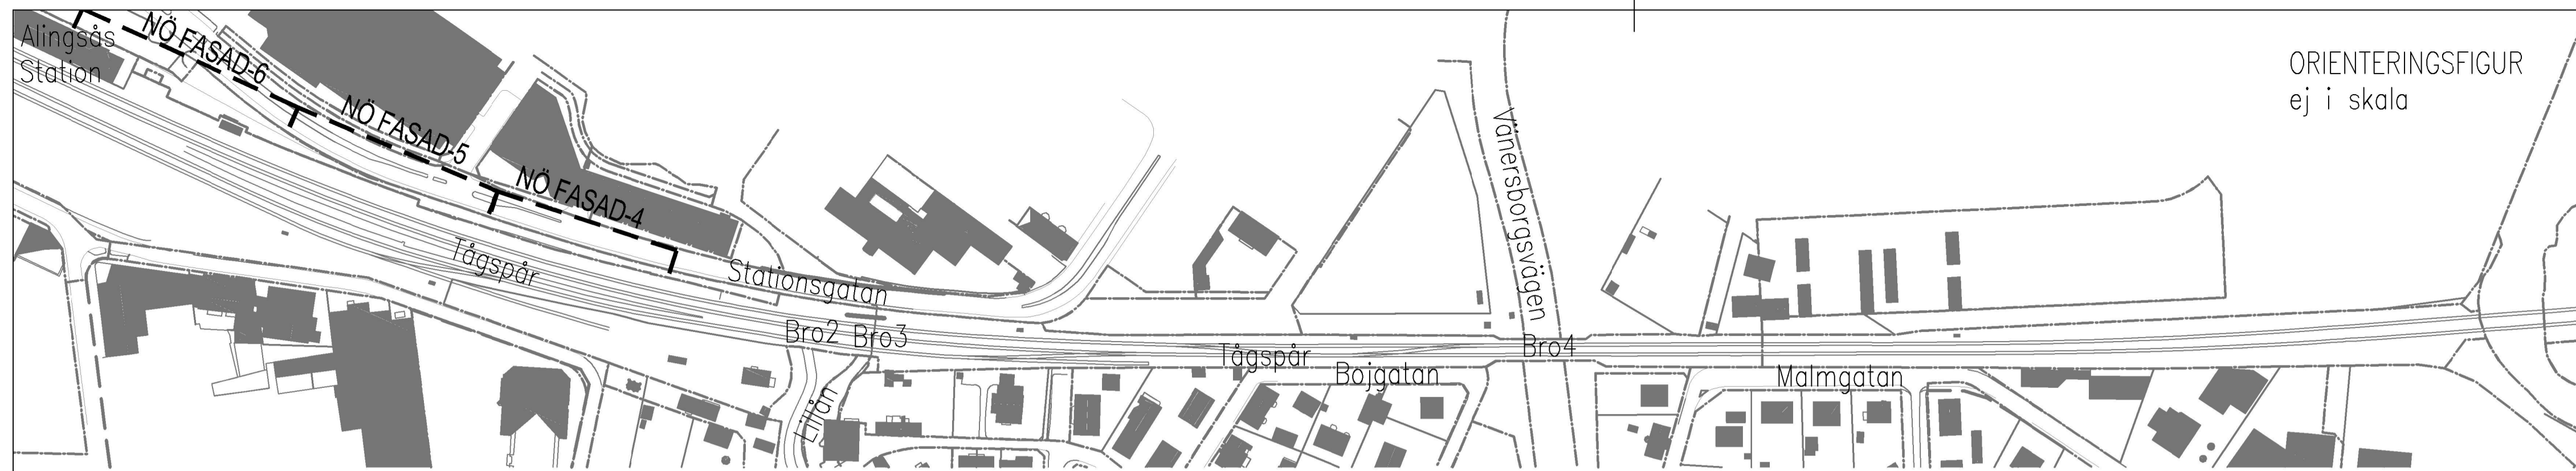 Alingsås
Station
NÖ FASAD-6
NÖ FASAD-5
NÖ FASAD-4
Tågspår
Stationsgatan
Bro2 Bro3
Lillån
Tågspår
Bojgatan
Vänersborgsvägen
Bro4
Malmgatan
ORIENTERINGSFIGUR
ej i skala